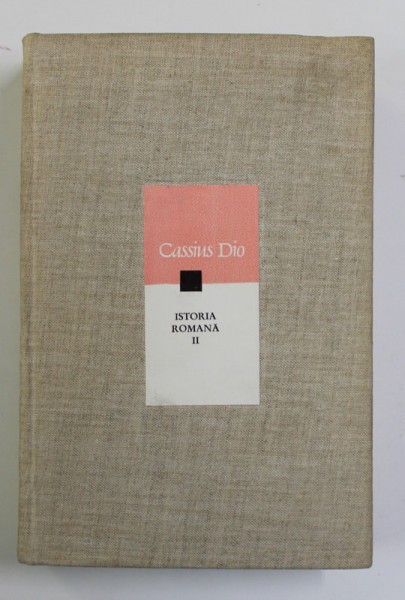 Cassius Dio
ISTORIA
ROMANĂ
II